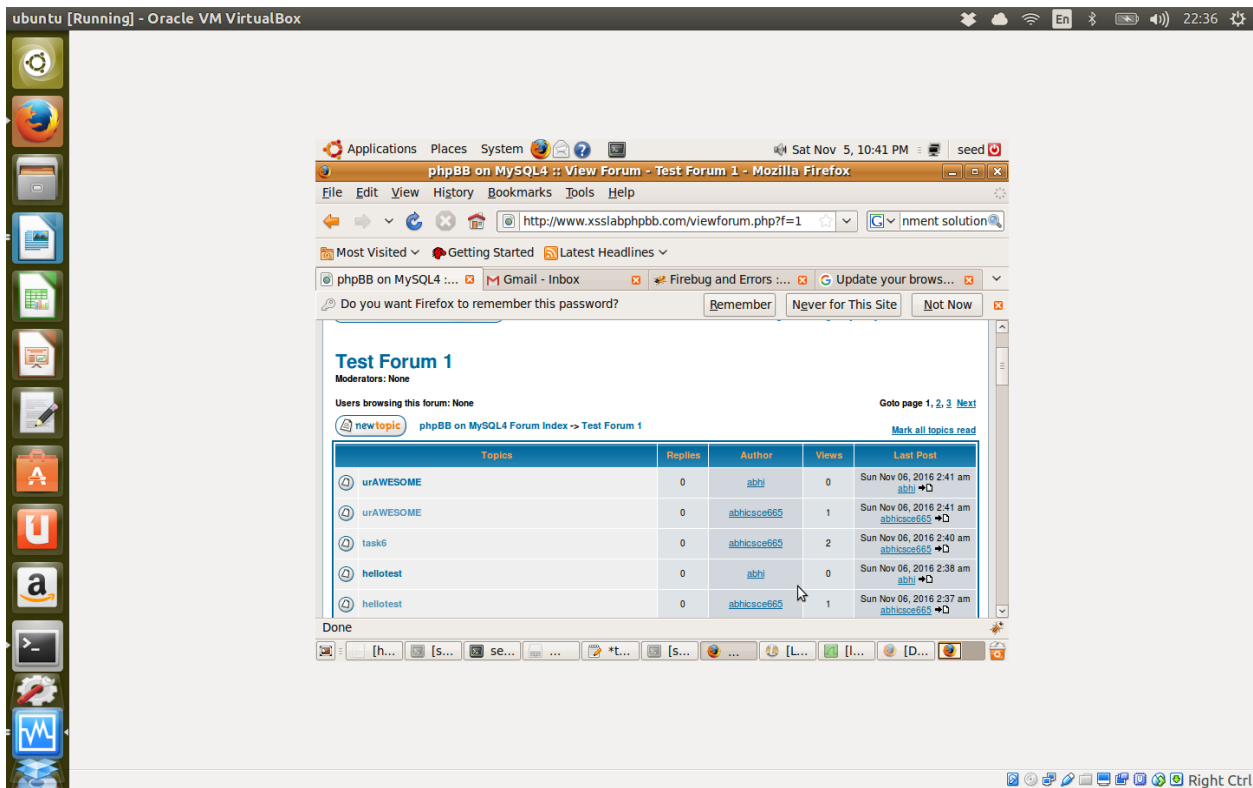 ubuntu [Running] - Oracle VM VirtualBox
En 22:36
Applications Places System Sat Nov 5, 10:41 PM seed
phpBB on MySQL4 :: View Forum - Test Forum 1 - Mozilla Firefox
File Edit View History Bookmarks Tools Help
http://www.xsslabphpbb.com/viewforum.php?f=1 nment solution
Most Visited Getting Started Latest Headlines
phpBB on MySQL4 :... Gmail - Inbox Firebug and Errors :... Update your brows...
Do you want Firefox to remember this password? Remember Never for This Site Not Now
Test Forum 1
Moderators: None
Users browsing this forum: None Goto page 1, 2, 3 Next
newtopic phpBB on MySQL4 Forum Index -> Test Forum 1 Mark all topics read
Topics Replies Author Views Last Post
urAWESOME 0 abhi 0 Sun Nov 06, 2016 2:41 am
abhi
urAWESOME 0 abhicsce665 1 Sun Nov 06, 2016 2:41 am
abhicsce665
task6 0 abhicsce665 2 Sun Nov 06, 2016 2:40 am
abhicsce665
hellotest 0 abhi 0 Sun Nov 06, 2016 2:38 am
abhi
hellotest 0 abhicsce665 1 Sun Nov 06, 2016 2:37 am
abhicsce665
Done
[h... [s... se... ... *t... [s... ... [L... [l... [D...
Right Ctrl